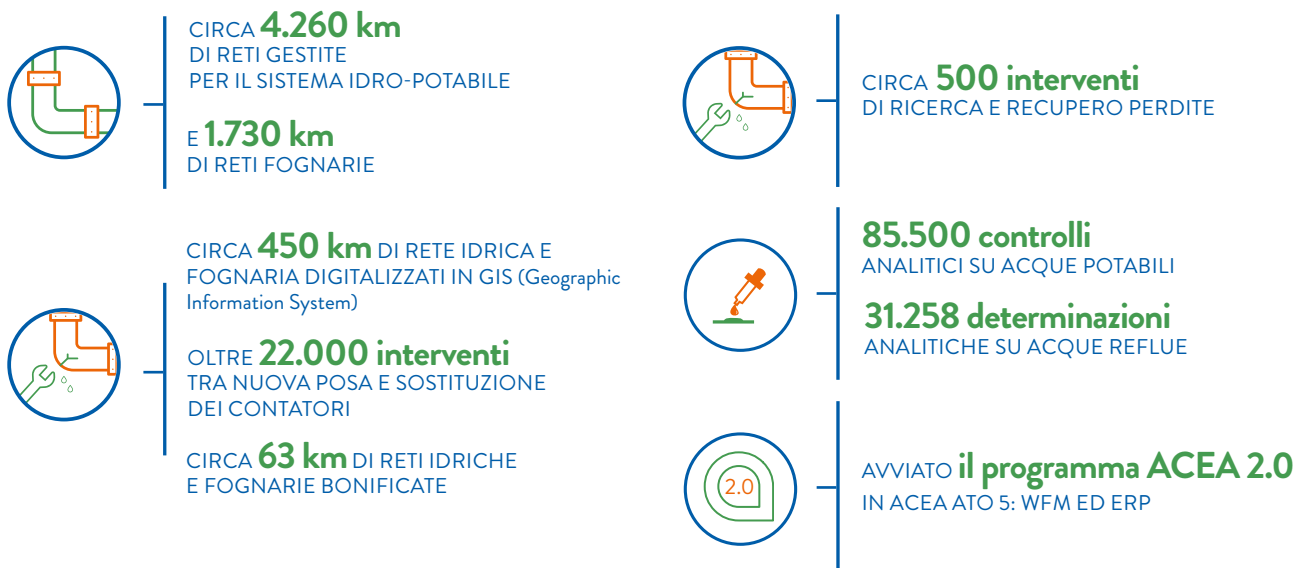 CIRCA 4.260 km
DI RETI GESTITE
PER IL SISTEMA IDRO-POTABILE
E 1.730 km
DI RETI FOGNARIE
CIRCA 450 km DI RETE IDRICA E
FOGNARIA DIGITALIZZATI IN GIS (Geographic
Information System)
OLTRE 22.000 interventi
TRA NUOVA POSA E SOSTITUZIONE
DEI CONTATORI
CIRCA 63 km DI RETI IDRICHE
E FOGNARIE BONIFICATE
CIRCA 500 interventi
DI RICERCA E RECUPERO PERDITE
85.500 controlli
ANALITICI SU ACQUE POTABILI
31.258 determinazioni
ANALITICHE SU ACQUE REFLUE
2.0
AVVIATO il programma ACEA 2.0
IN ACEA ATO 5: WFM ED ERP